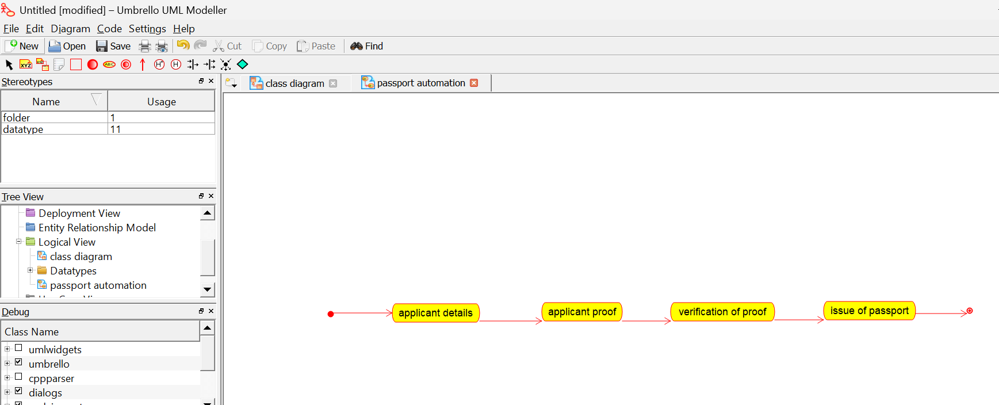 Untitled [modified] – Umbrello UML Modeller
File Edit Diagram Code Settings Help
New Open Save Cut Copy Paste Find
XYZ XYZ ABC H* H
Stereotypes
class diagram
passport automation
Name Usage
folder 1
datatype 11
Tree View
Deployment View
Entity Relationship Model
Logical View
class diagram
Datatypes
passport automation
applicant details
applicant proof
verification of proof
issue of passport
Debug
Class Name
umlwidgets
umbrello
cppparser
dialogs